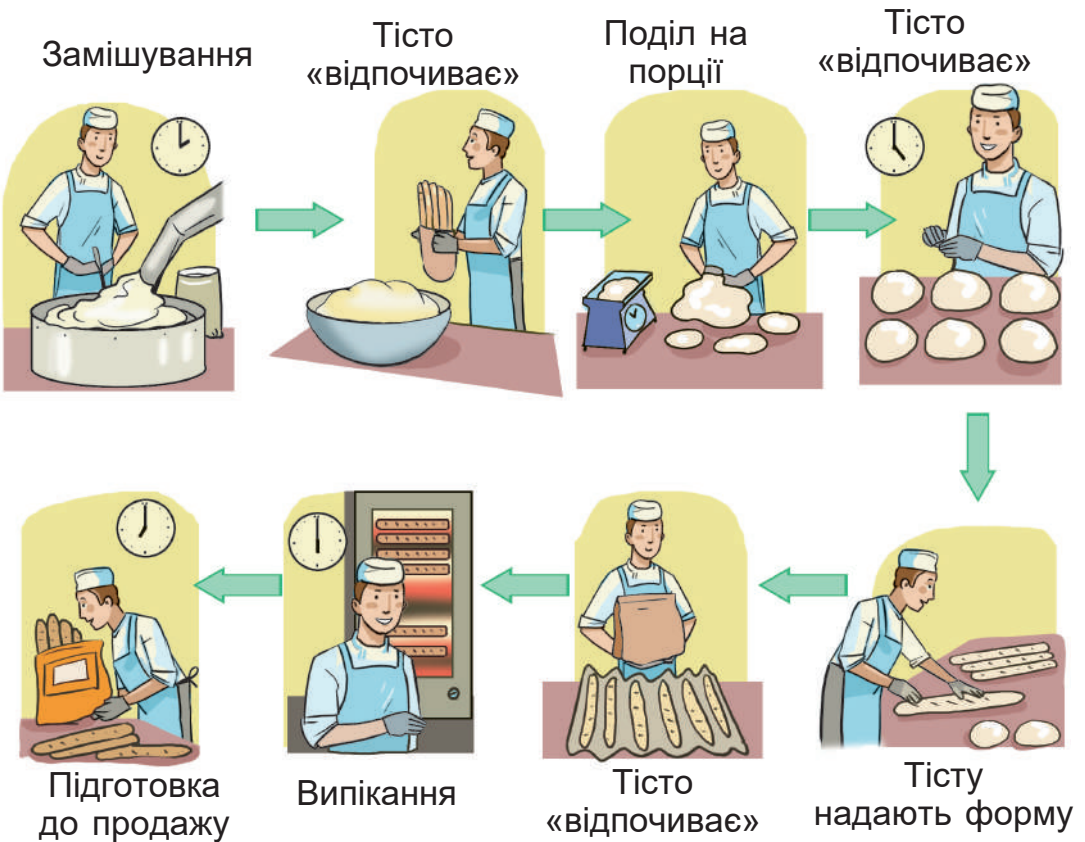 Замішування
Тісто
«відпочиває»
Поділ на
порції
Тісто
«відпочиває»
Тісту
надають форму
Тісто
«відпочиває»
Випікання
Підготовка
до продажу